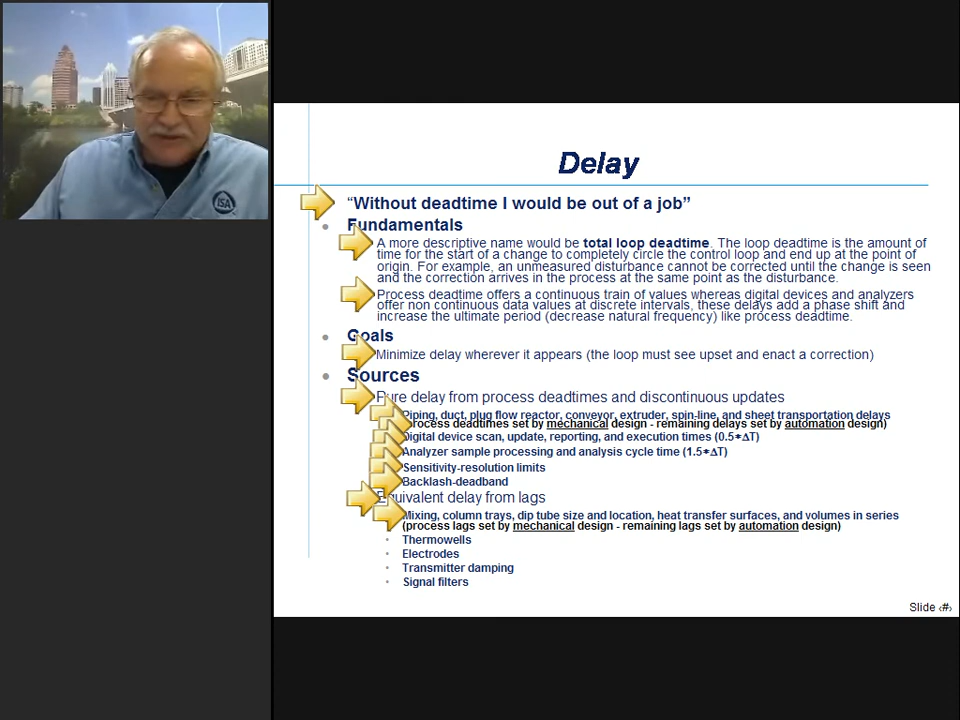 ISA
Delay
“Without deadtime I would be out of a job”
Fundamentals
A more descriptive name would be total loop deadtime. The loop deadtime is the amount of
time for the start of a change to completely circle the control loop and end up at the point of
origin. For example, an unmeasured disturbance cannot be corrected until the change is seen
and the correction arrives in the process at the same point as the disturbance.
Process deadtime offers a continuous train of values whereas digital devices and analyzers
offer non continuous data values at discrete intervals, these delays add a phase shift and
increase the ultimate period (decrease natural frequency) like process deadtime.
Goals
Minimize delay wherever it appears (the loop must see upset and enact a correction)
Sources
Pure delay from process deadtimes and discontinuous updates
Piping, duct, plug flow reactor, conveyor, extruder, spin-line, and sheet transportation delays
(process deadtimes set by mechanical design - remaining delays set by automation design)
Digital device scan, update, reporting, and execution times (0.5∗ΔT)
Analyzer sample processing and analysis cycle time (1.5∗ΔT)
Sensitivity-resolution limits
Backlash-deadband
Equivalent delay from lags
Mixing, column trays, dip tube size and location, heat transfer surfaces, and volumes in series
(process lags set by mechanical design - remaining lags set by automation design)
Thermowells
Electrodes
Transmitter damping
Signal filters
Slide ‹#›